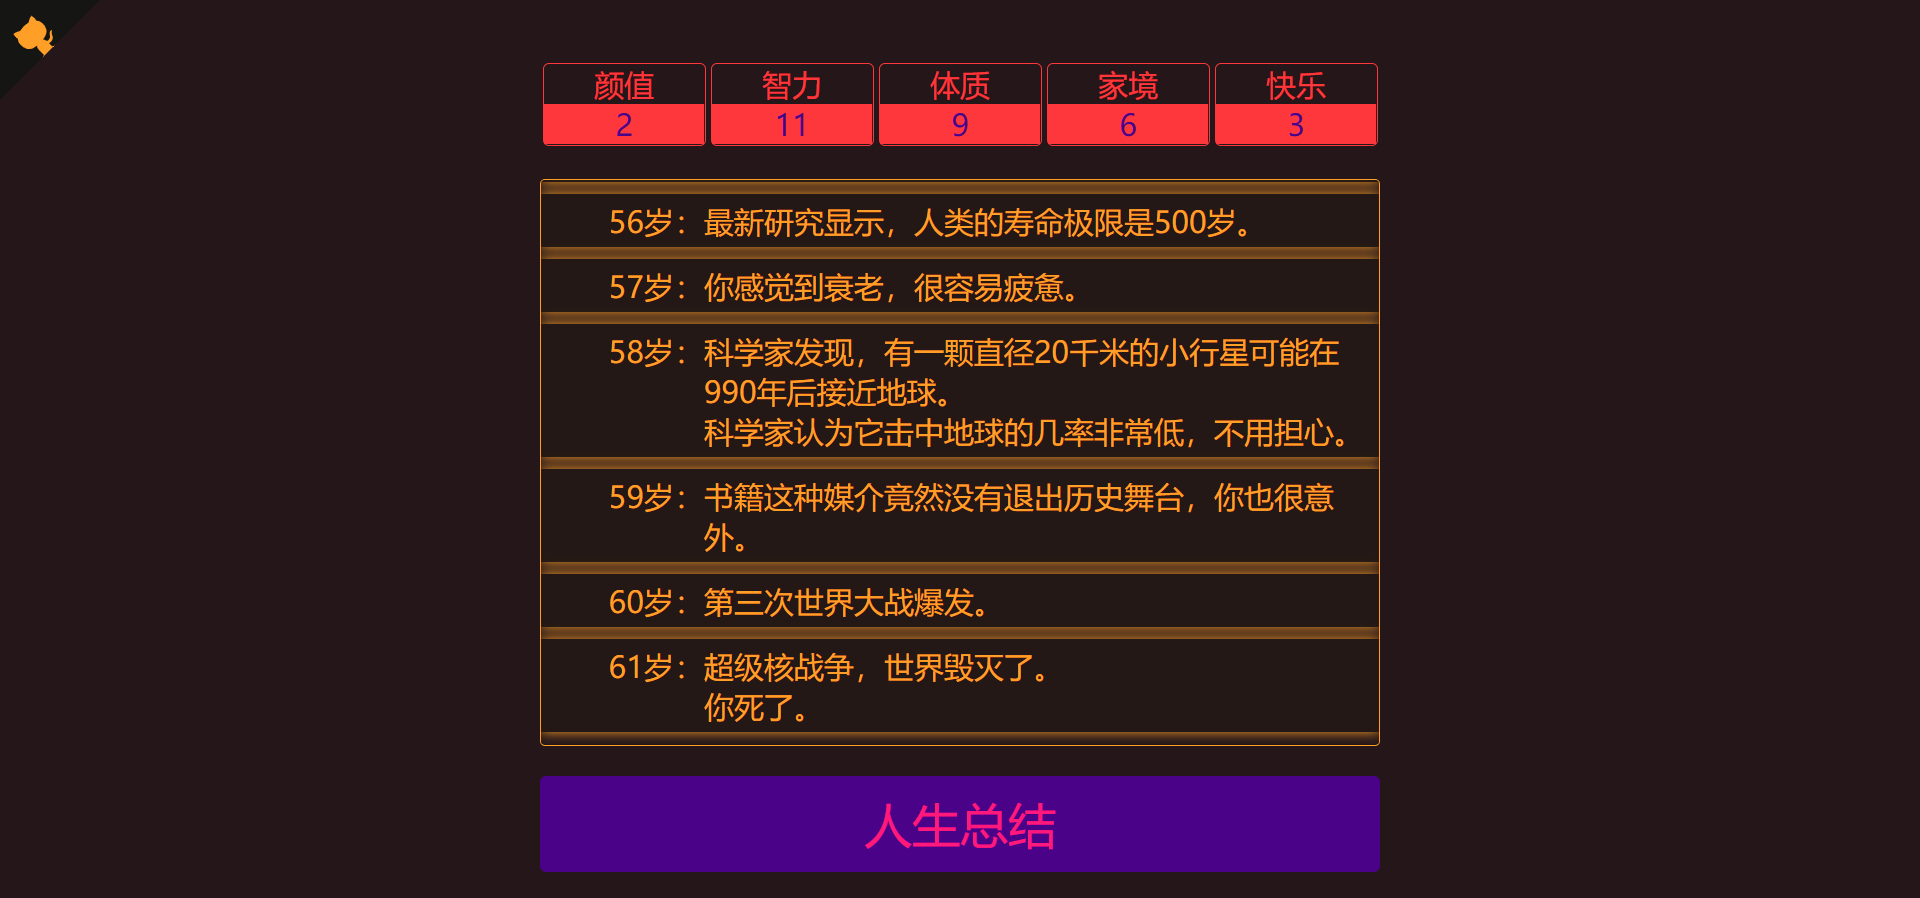 颜值 智力 体质 家境 快乐
2 11 9 6 3
56岁：最新研究显示，人类的寿命极限是500岁。
57岁：你感觉到衰老，很容易疲惫。
58岁：科学家发现，有一颗直径20千米的小行星可能在
990年后接近地球。
科学家认为它击中地球的几率非常低，不用担心。
59岁：书籍这种媒介竟然没有退出历史舞台，你也很意
外。
60岁：第三次世界大战爆发。
61岁：超级核战争，世界毁灭了。
你死了。
人生总结